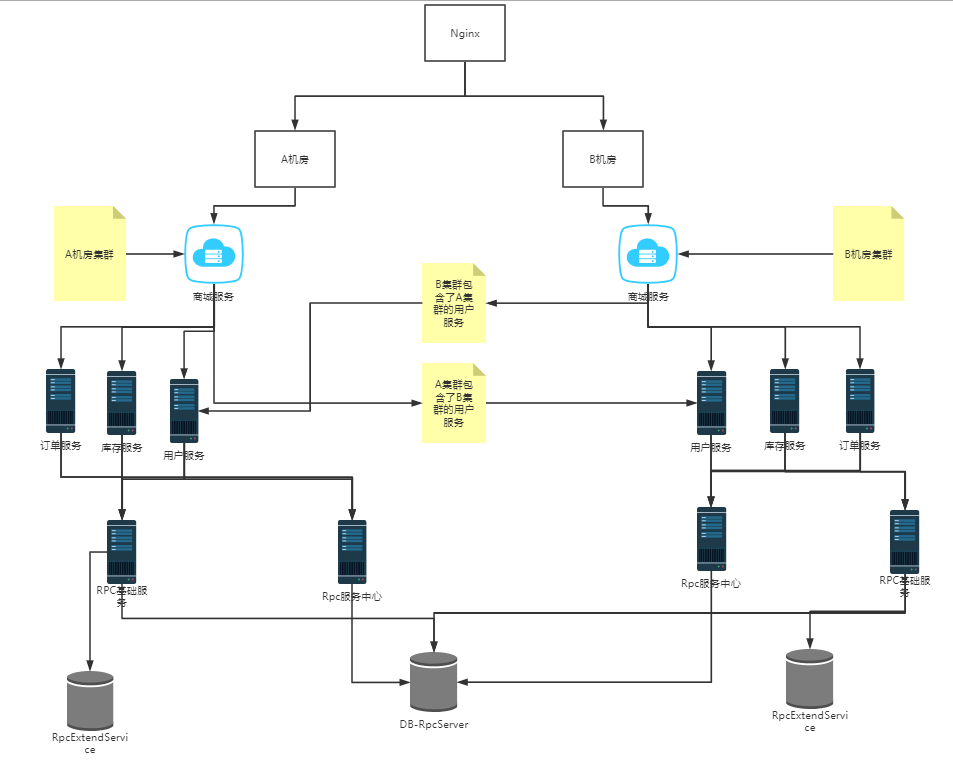 Nginx
A机房
B机房
A机房集群
B机房集群
商城服务
商城服务
B集群包
含了A集
群的用户
服务
A集群包
含了B集
群的用户
服务
订单服务
库存服务
用户服务
用户服务
库存服务
订单服务
RPC基础服
务
Rpc服务中心
Rpc服务中心
RPC基础服
务
RpcExtendServi
ce
DB-RpcServer
RpcExtendServi
ce